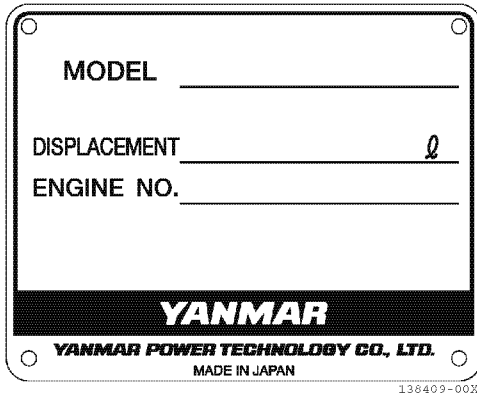 MODEL
DISPLACEMENT ℓ
ENGINE NO.
YANMAR
YANMAR POWER TECHNOLOGY CO., LTD.
MADE IN JAPAN
138409-00X